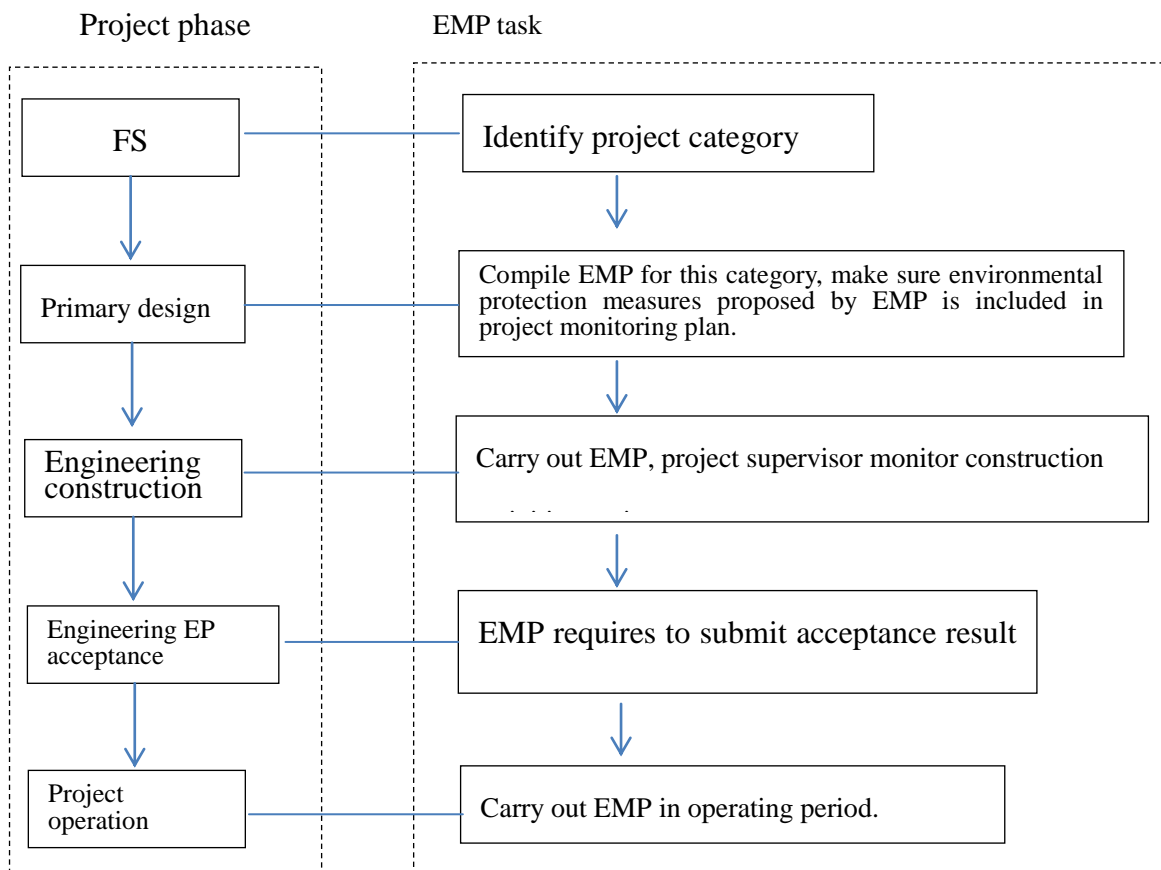 Project phase
EMP task
FS
Identify project category
Primary design
Compile EMP for this category, make sure environmental
protection measures proposed by EMP is included in
project monitoring plan.
Engineering
construction
Carry out EMP, project supervisor monitor construction
Engineering EP
acceptance
EMP requires to submit acceptance result
Project
operation
Carry out EMP in operating period.